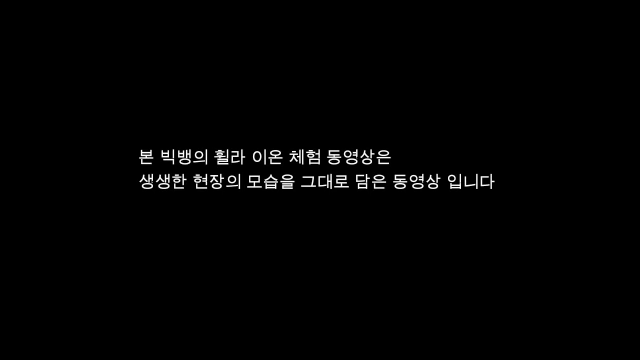 본 빅뱅의 휠라 이온 체험 동영상은
생생한 현장의 모습을 그대로 담은 동영상 입니다